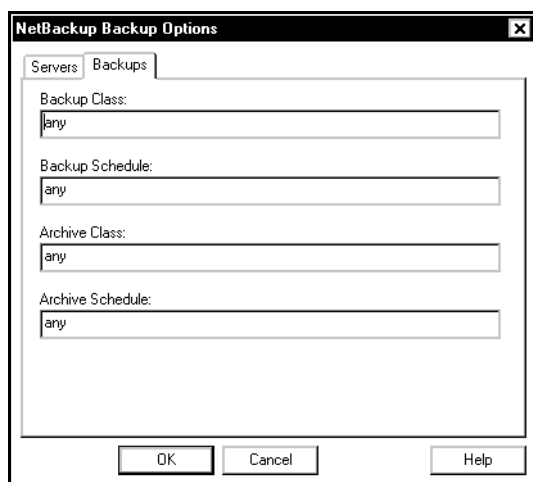 NetBackup Backup Options
Servers Backups
Backup Class:
any
Backup Schedule:
any
Archive Class:
any
Archive Schedule:
any
OK Cancel Help